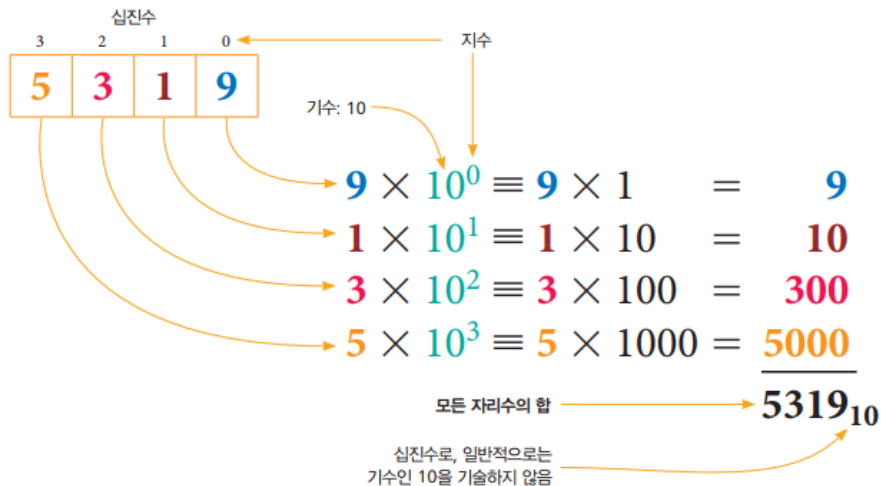 십진수
3 2 1 0
지수
5 3 1 9
기수: 10
9 × 10⁰ ≡ 9 × 1 = 9
1 × 10¹ ≡ 1 × 10 = 10
3 × 10² ≡ 3 × 100 = 300
5 × 10³ ≡ 5 × 1000 = 5000
모든 자리수의 합
5319₁₀
십진수로, 일반적으로는
기수인 10을 기술하지 않음